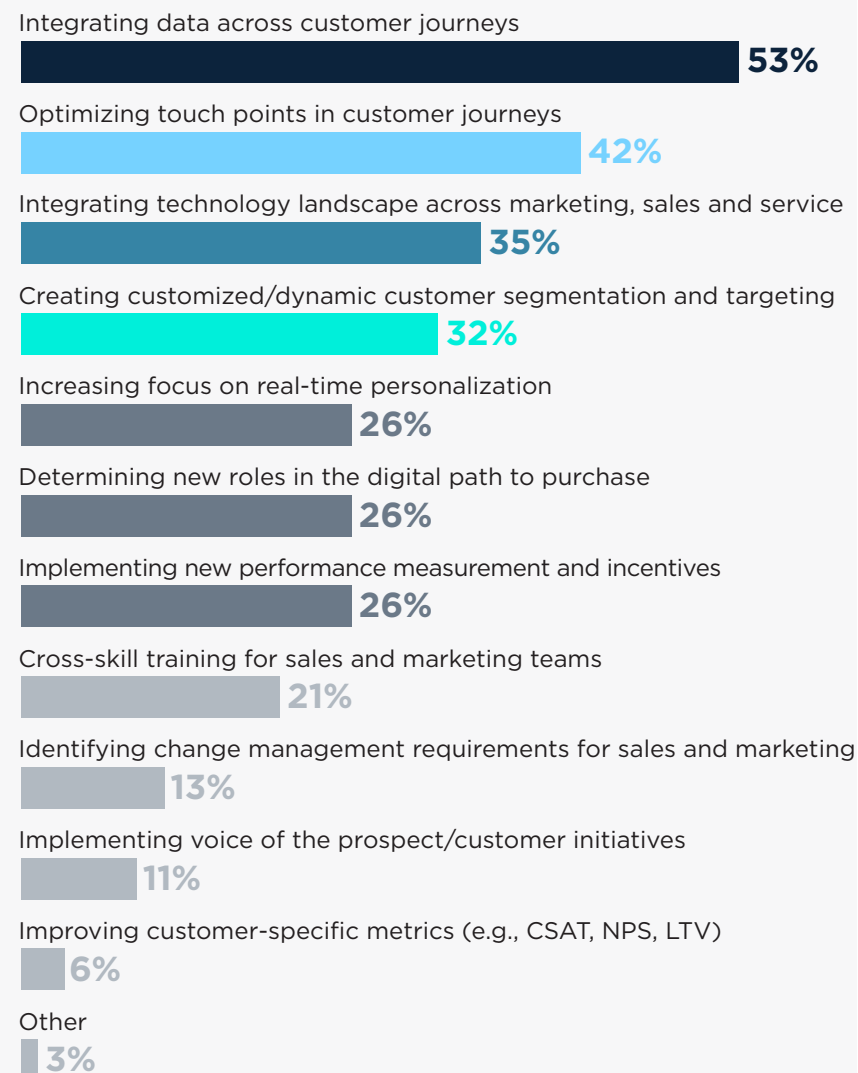 Integrating data across customer journeys
53%
Optimizing touch points in customer journeys
42%
Integrating technology landscape across marketing, sales and service
35%
Creating customized/dynamic customer segmentation and targeting
32%
Increasing focus on real-time personalization
26%
Determining new roles in the digital path to purchase
26%
Implementing new performance measurement and incentives
26%
Cross-skill training for sales and marketing teams
21%
Identifying change management requirements for sales and marketing
13%
Implementing voice of the prospect/customer initiatives
11%
Improving customer-specific metrics (e.g., CSAT, NPS, LTV)
6%
Other
3%